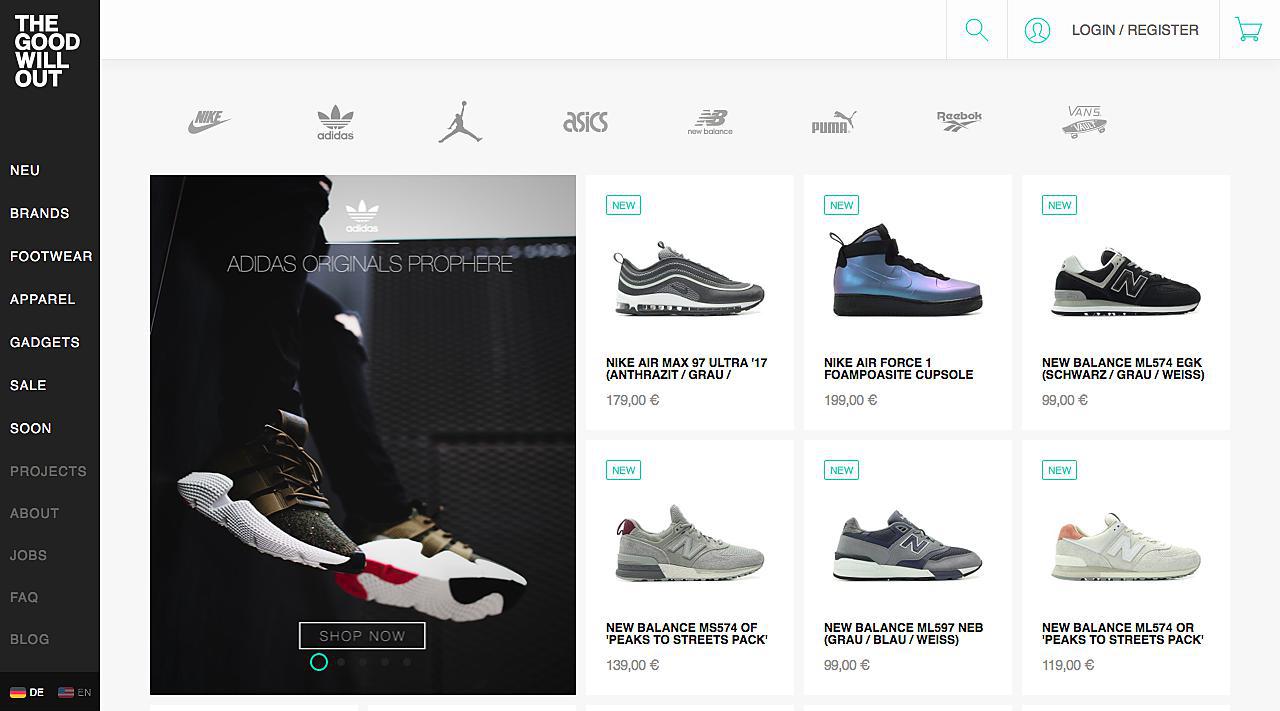 THE
GOOD
WILL
OUT
LOGIN / REGISTER
NEU
BRANDS
FOOTWEAR
APPAREL
GADGETS
SALE
SOON
PROJECTS
ABOUT
JOBS
FAQ
BLOG
DE EN
NIKE
adidas
asics
NB
new balance
PUMA
Reebok
VANS
adidas
ADIDAS ORIGINALS PROPHERE
SHOP NOW
NEW
NIKE AIR MAX 97 ULTRA '17
(ANTHRAZIT / GRAU /
179,00 €
NEW
NIKE AIR FORCE 1
FOAMPOASITE CUPSOLE
199,00 €
NEW
N
NEW BALANCE ML574 EGK
(SCHWARZ / GRAU / WEISS)
99,00 €
NEW
N
NEW BALANCE MS574 OF
'PEAKS TO STREETS PACK'
139,00 €
NEW
N
NEW BALANCE ML597 NEB
(GRAU / BLAU / WEISS)
99,00 €
NEW
N
NEW BALANCE ML574 OR
'PEAKS TO STREETS PACK'
119,00 €